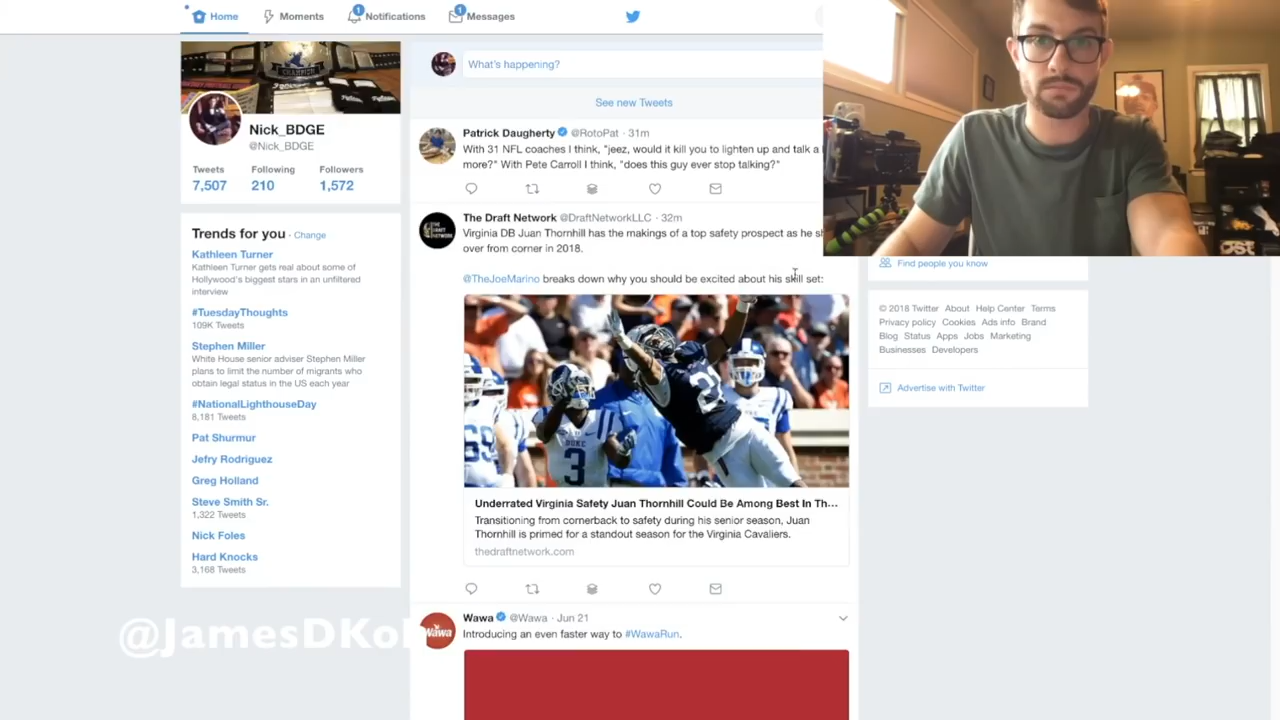 Home
Moments
1
Notifications
1
Messages
What's happening?
See new Tweets
CHAMPION
Nick_BDGE
@Nick_BDGE
Tweets Following Followers
7,507 210 1,572
Trends for you · Change
Kathleen Turner
Kathleen Turner gets real about some of
Hollywood's biggest stars in an unfiltered
interview
#TuesdayThoughts
109K Tweets
Stephen Miller
White House senior adviser Stephen Miller
plans to limit the number of migrants who
obtain legal status in the US each year
#NationalLighthouseDay
8,181 Tweets
Pat Shurmur
Jefry Rodriguez
Greg Holland
Steve Smith Sr.
1,322 Tweets
Nick Foles
Hard Knocks
3,168 Tweets
Patrick Daugherty @RotoPat · 31m
With 31 NFL coaches I think, "jeez, would it kill you to lighten up and talk a
more?" With Pete Carroll I think, "does this guy ever stop talking?"
The Draft Network @DraftNetworkLLC · 32m
Virginia DB Juan Thornhill has the makings of a top safety prospect as he
over from corner in 2018.
@TheJoeMarino breaks down why you should be excited about his skill set:
DUKE
3
Underrated Virginia Safety Juan Thornhill Could Be Among Best In Th...
Transitioning from cornerback to safety during his senior season, Juan
Thornhill is primed for a standout season for the Virginia Cavaliers.
thedraftnetwork.com
Wawa @Wawa · Jun 21
Introducing an even faster way to #WawaRun.
Wawa
@JamesDKoh
Find people you know
© 2018 Twitter About Help Center Terms
Privacy policy Cookies Ads info Brand
Blog Status Apps Jobs Marketing
Businesses Developers
Advertise with Twitter